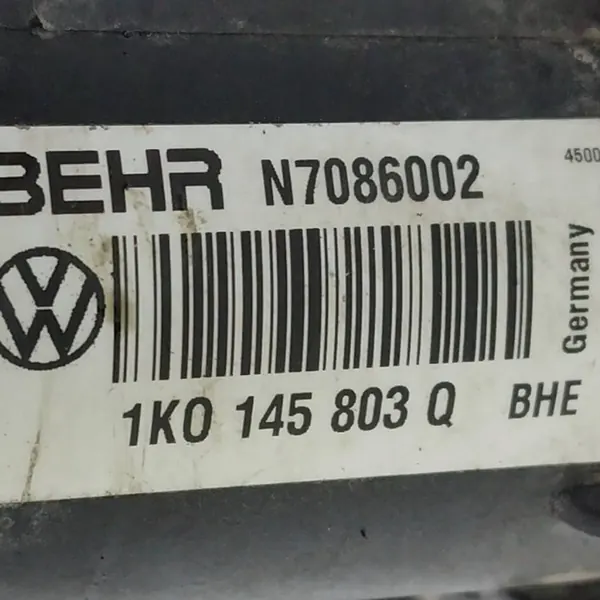 BEHR N7086002
4500
Germany
1K0 145 803 Q BHE